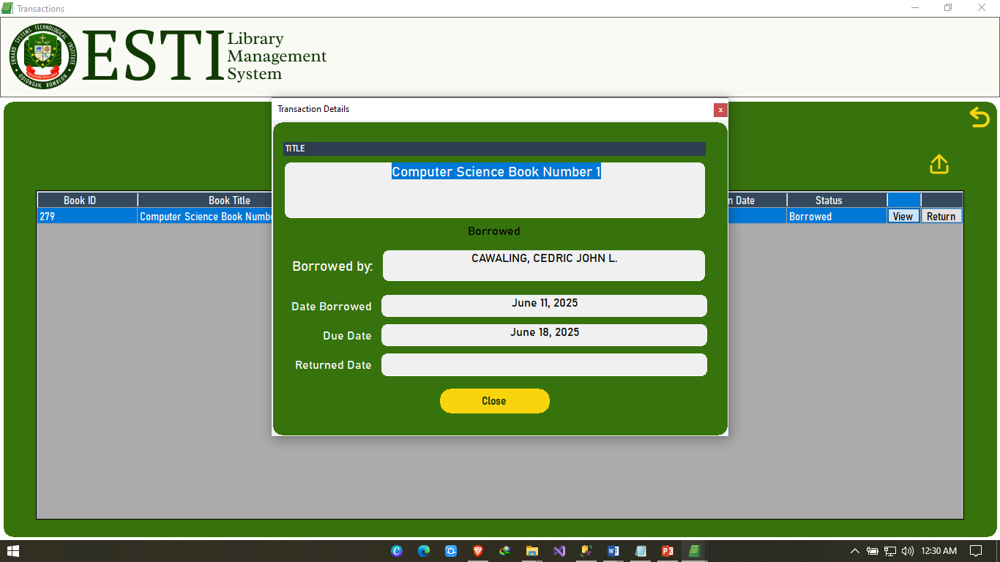 Transactions
ERHARD SYSTEMS TECHNOLOGICAL INSTITUTE
ODIONGAN, ROMBLON
ESTI
Library
Management
System
Transaction Details
x
TITLE
Computer Science Book Number 1
Book ID
Book Title
n Date
Status
279
Computer Science Book Numbe
Borrowed
View
Return
Borrowed
Borrowed by:
CAWALING, CEDRIC JOHN L.
Date Borrowed
June 11, 2025
Due Date
June 18, 2025
Returned Date
Close
12:30 AM